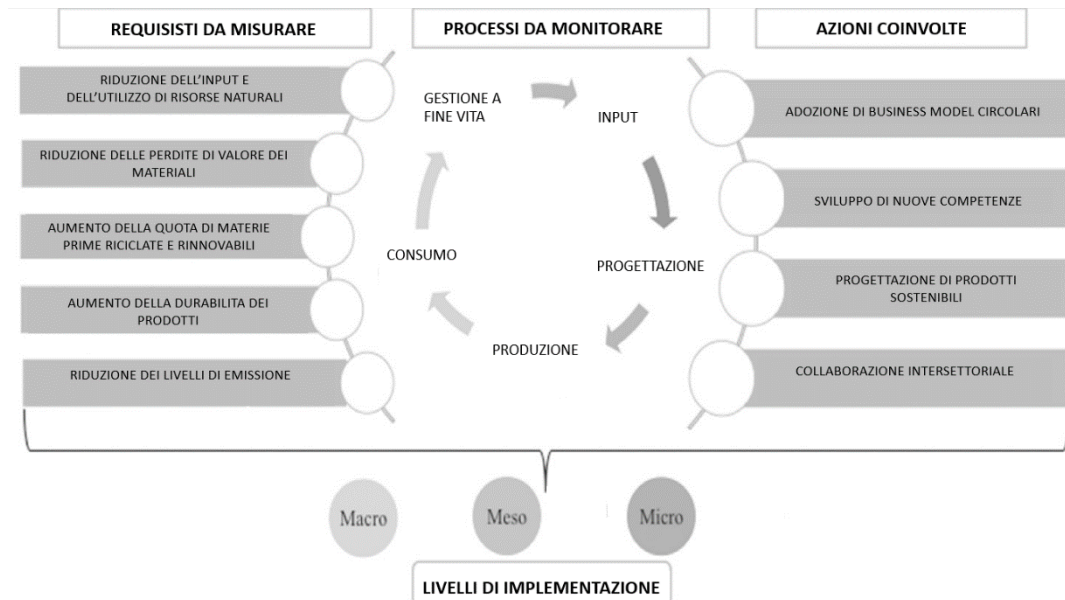 REQUISISTI DA MISURARE
PROCESSI DA MONITORARE
AZIONI COINVOLTE
RIDUZIONE DELL'INPUT E
DELL'UTILIZZO DI RISORSE NATURALI
RIDUZIONE DELLE PERDITE DI VALORE DEI
MATERIALI
AUMENTO DELLA QUOTA DI MATERIE
PRIME RICICLATE E RINNOVABILI
AUMENTO DELLA DURABILITA DEI
PRODOTTI
RIDUZIONE DEI LIVELLI DI EMISSIONE
GESTIONE A
FINE VITA
INPUT
PROGETTAZIONE
PRODUZIONE
CONSUMO
ADOZIONE DI BUSINESS MODEL CIRCOLARI
SVILUPPO DI NUOVE COMPETENZE
PROGETTAZIONE DI PRODOTTI
SOSTENIBILI
COLLABORAZIONE INTERSETTORIALE
Macro
Meso
Micro
LIVELLI DI IMPLEMENTAZIONE